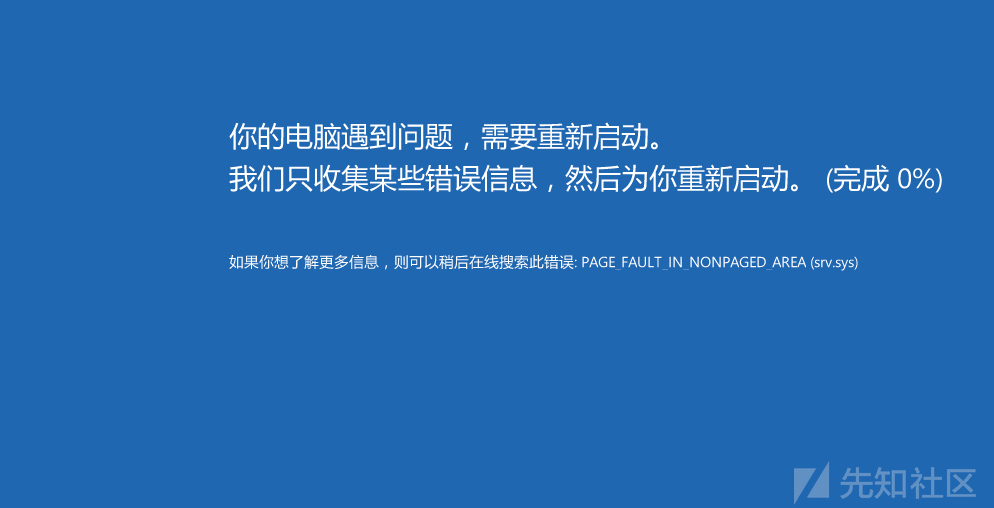 你的电脑遇到问题，需要重新启动。
我们只收集某些错误信息，然后为你重新启动。 (完成 0%)
如果你想了解更多信息，则可以稍后在线搜索此错误: PAGE_FAULT_IN_NONPAGED_AREA (srv.sys)
先知社区